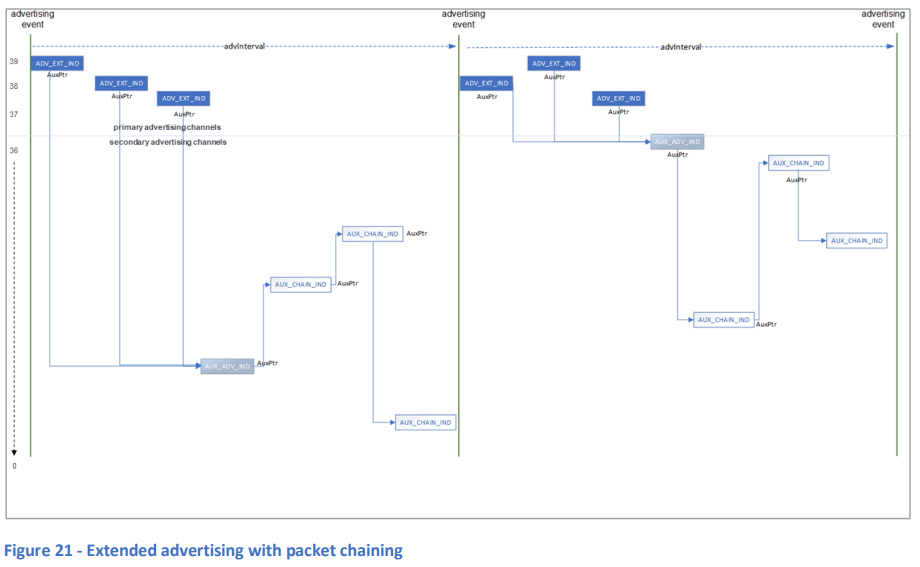 advertising
event
advertising
event
advertising
event
advInterval
advInterval
39
ADV_EXT_IND
AuxPtr
ADV_EXT_IND
AuxPtr
38
ADV_EXT_IND
AuxPtr
ADV_EXT_IND
AuxPtr
ADV_EXT_IND
AuxPtr
ADV_EXT_IND
AuxPtr
37
primary advertising channels
secondary advertising channels
36
AUX_ADV_IND
AuxPtr
AUX_CHAIN_IND
AuxPtr
AUX_CHAIN_IND AuxPtr
AUX_CHAIN_IND
AUX_CHAIN_IND AuxPtr
AUX_CHAIN_IND AuxPtr
AUX_ADV_IND AuxPtr
AUX_CHAIN_IND
0
Figure 21 - Extended advertising with packet chaining